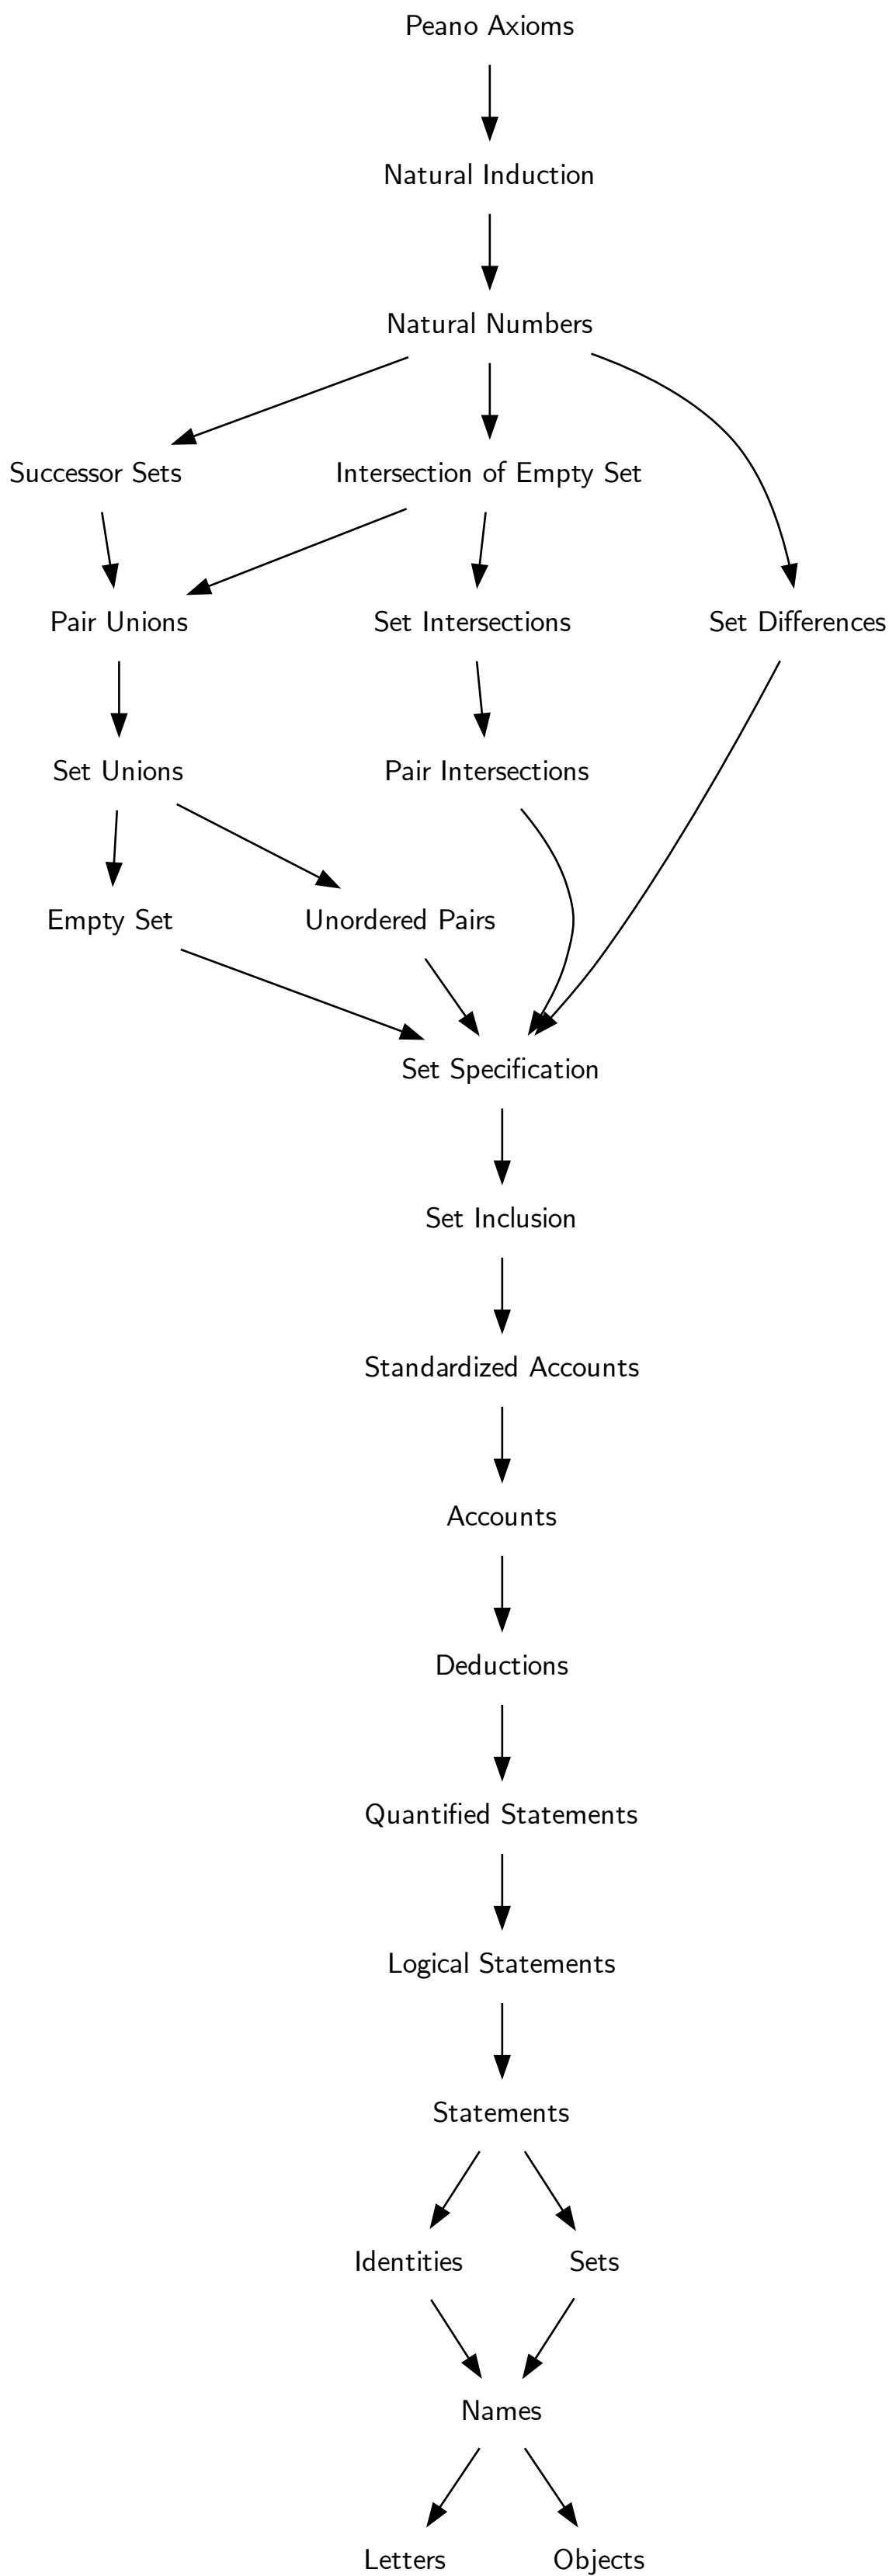 Peano Axioms
Natural Induction
Natural Numbers
Successor Sets
Intersection of Empty Set
Pair Unions
Set Intersections
Set Differences
Set Unions
Pair Intersections
Empty Set
Unordered Pairs
Set Specification
Set Inclusion
Standardized Accounts
Accounts
Deductions
Quantified Statements
Logical Statements
Statements
Identities
Sets
Names
Letters
Objects